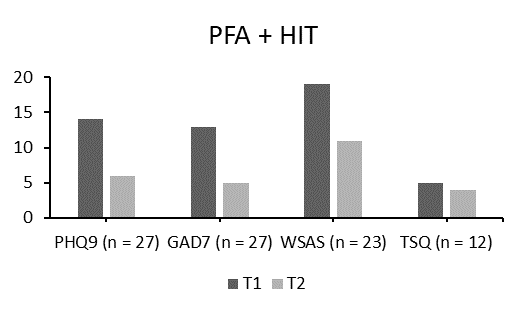 PFA + HIT
20
15
10
5
0
PHQ9 (n = 27) GAD7 (n = 27) WSAS (n = 23) TSQ (n = 12)
T1 T2